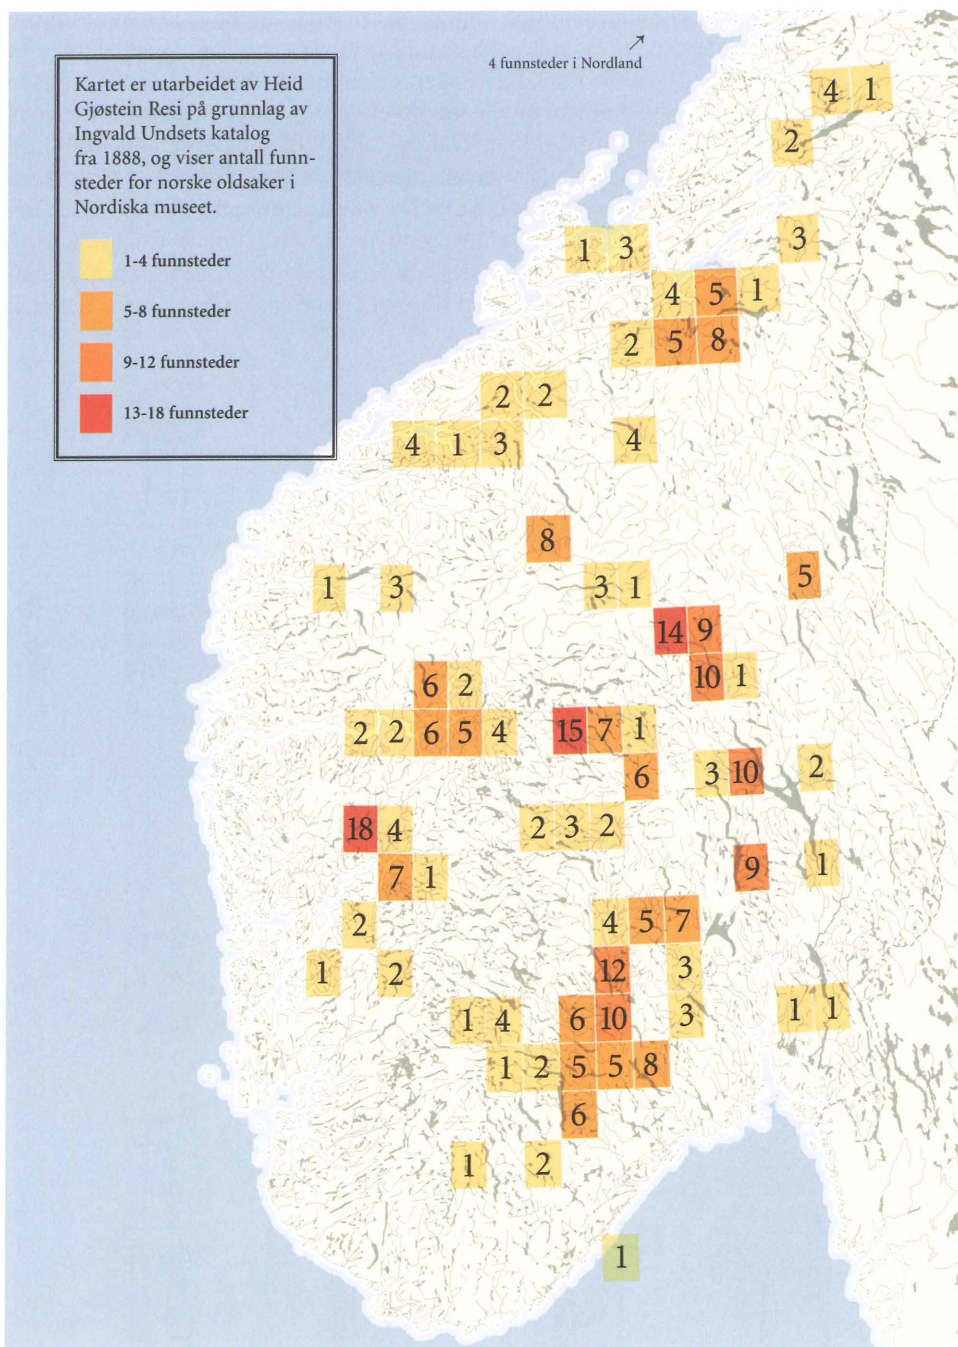 4 funnsteder i Nordland
Kartet er utarbeidet av Heid
Gjøstein Resi på grunnlag av
Ingvald Undsets katalog
fra 1888, og viser antall funn-
steder for norske oldsaker i
Nordiska museet.
1-4 funnsteder
5-8 funnsteder
9-12 funnsteder
13-18 funnsteder
4 1
2
3
1 3
4 5 1
2 5 8
2 2
4 1 3
4
8
5
1 3 3 1
14 9
10 1
6 2
2 2 6 5 4 15 7 1
6 3 10 2
18 4 2 3 2
7 1 9 1
2 4 5 7
1 2 12 3
1 4 6 10 3 1 1
1 2 5 5 8
6
1 2
1